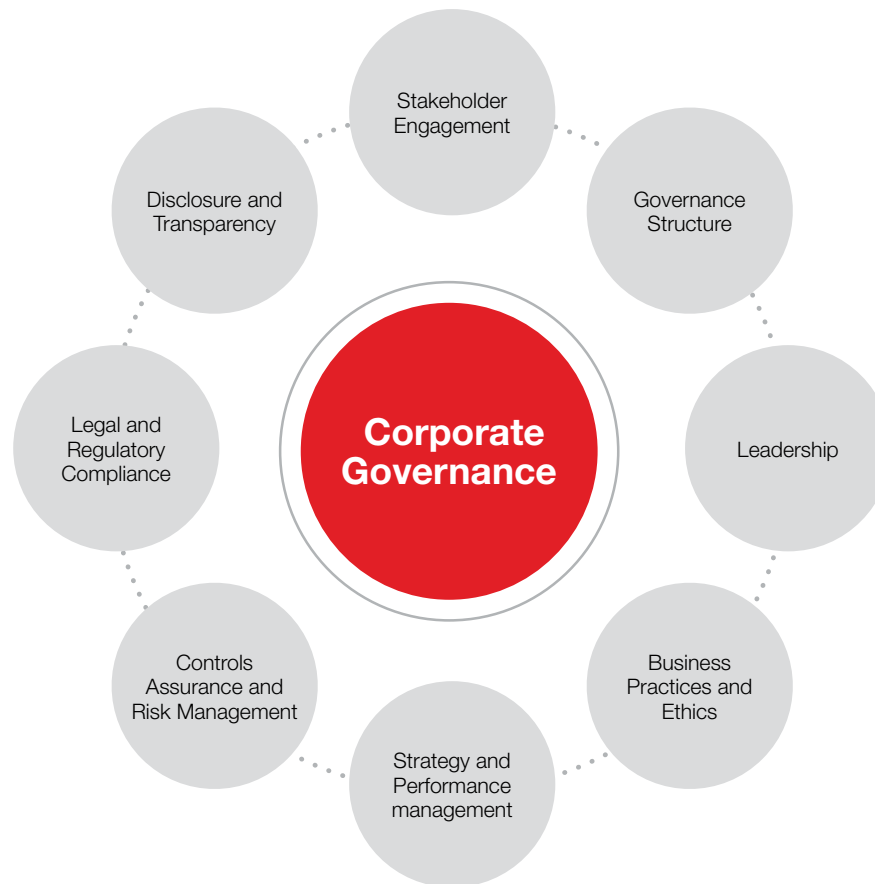 Stakeholder
Engagement
Governance
Structure
Leadership
Business
Practices and
Ethics
Strategy and
Performance
management
Controls
Assurance and
Risk Management
Legal and
Regulatory
Compliance
Disclosure and
Transparency
Corporate
Governance